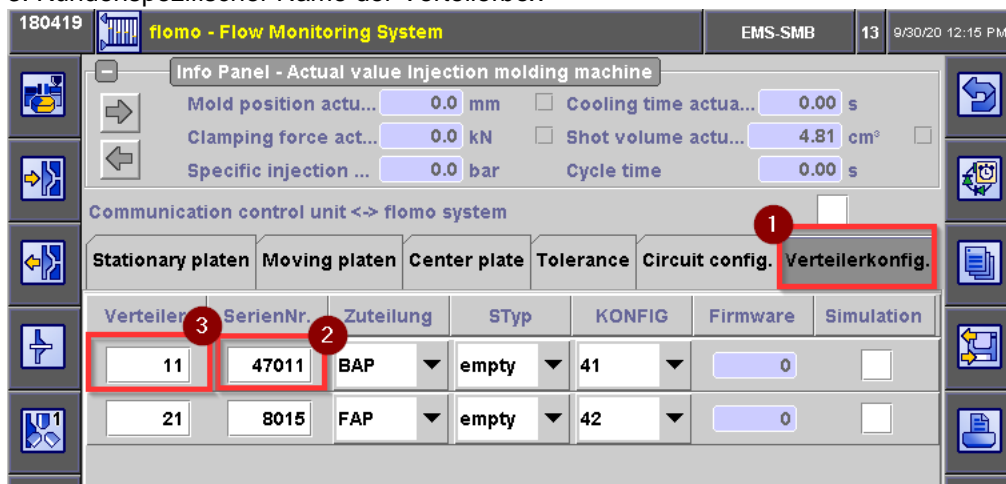 180419 flomo - Flow Monitoring System EMS-SMB 13 9/30/20 12:15 PM
Info Panel - Actual value Injection molding machine
Mold position actu... 0.0 mm Cooling time actua... 0.00 s
Clamping force act... 0.0 kN Shot volume actu... 4.81 cm³
Specific injection ... 0.0 bar Cycle time 0.00 s
Communication control unit <-> flomo system
1
Stationary platen Moving platen Center plate Tolerance Circuit config. Verteilerkonfig.
Verteiler 3 SerienNr. 2 Zuteilung STyp KONFIG Firmware Simulation
11 47011 BAP empty 41 0
21 8015 FAP empty 42 0
1